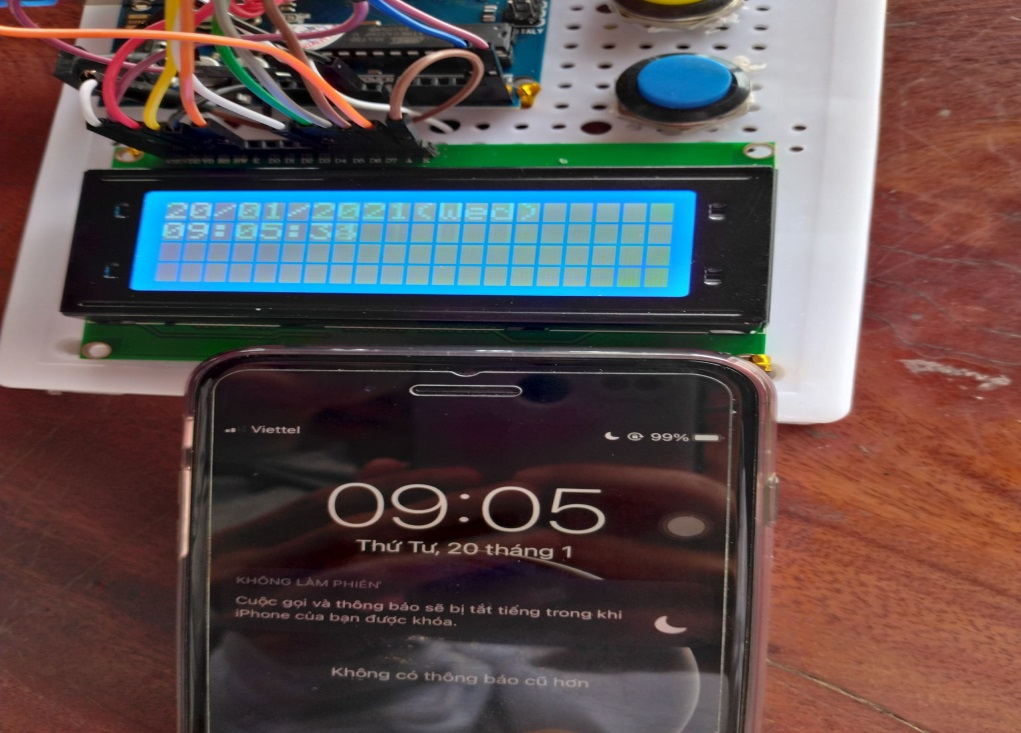 ITALY
20/01/2021(Wed)
09:05:33
Viettel
99%
09:05
Thứ Tư, 20 tháng 1
KHÔNG LÀM PHIỀN
Cuộc gọi và thông báo sẽ bị tắt tiếng trong khi
iPhone của bạn được khóa.
Không có thông báo cũ hơn